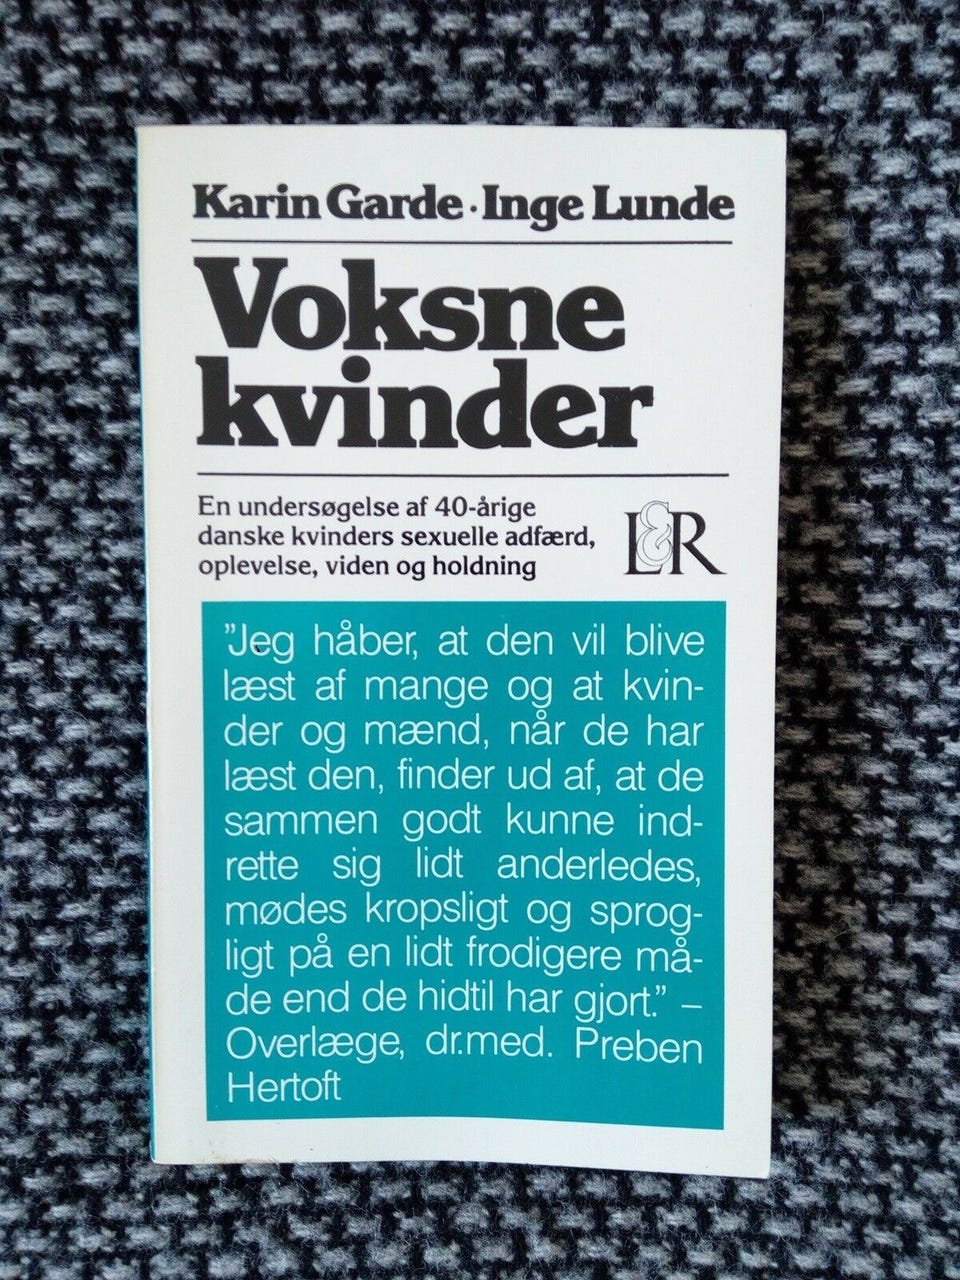 Karin Garde · Inge Lunde
Voksne
kvinder
En undersøgelse af 40-årige
danske kvinders sexuelle adfærd,
oplevelse, viden og holdning
L&R
”Jeg håber, at den vil blive
læst af mange og at kvin-
der og mænd, når de har
læst den, finder ud af, at de
sammen godt kunne ind-
rette sig lidt anderledes,
mødes kropsligt og sprog-
ligt på en lidt frodigere må-
de end de hidtil har gjort.” –
Overlæge, dr.med. Preben
Hertoft